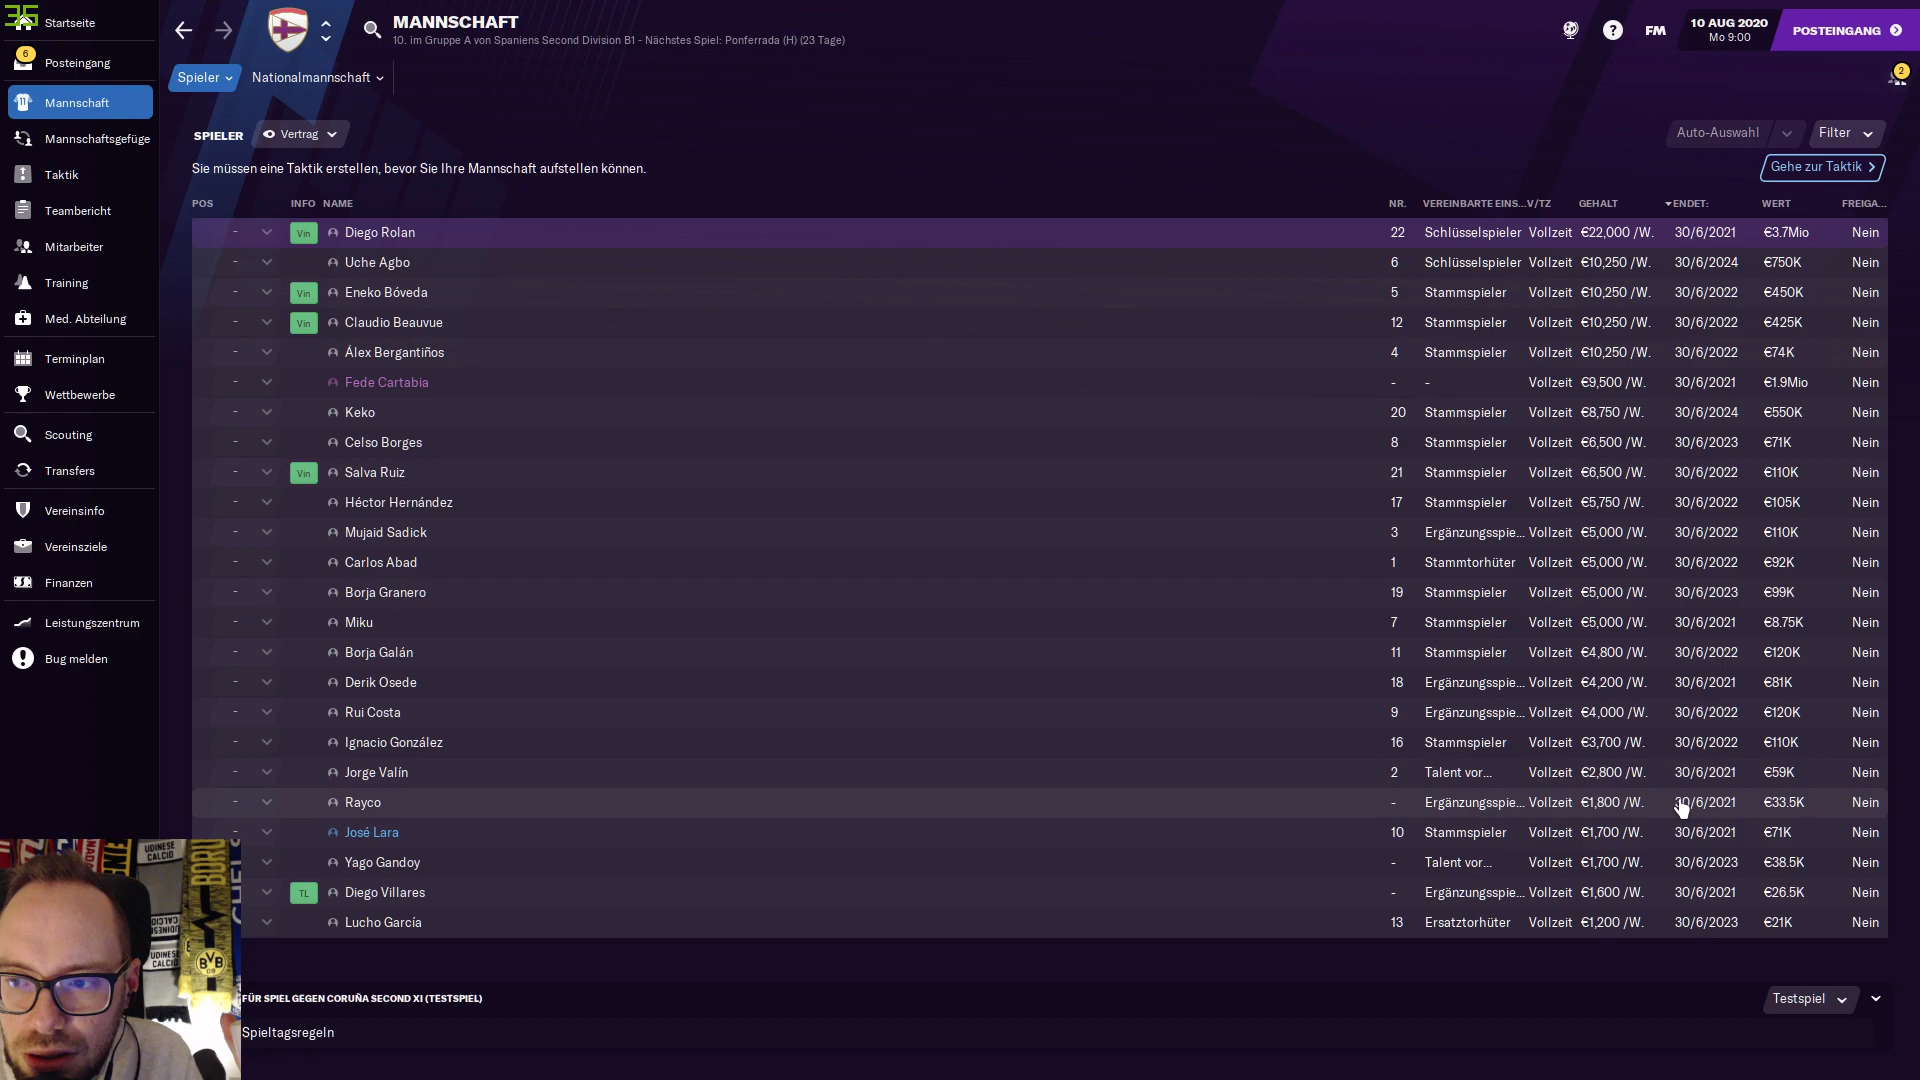 35
Startseite
6
Posteingang
Mannschaft
Mannschaftsgefüge
Taktik
Teambericht
Mitarbeiter
Training
Med. Abteilung
Terminplan
Wettbewerbe
Scouting
Transfers
Vereinsinfo
Vereinsziele
Finanzen
Leistungszentrum
Bug melden
MANNSCHAFT
10. im Gruppe A von Spaniens Second Division B1 - Nächstes Spiel: Ponferrada (H) (23 Tage)
FM
10 AUG 2020
Mo 9:00
POSTEINGANG
2
Spieler
Nationalmannschaft
SPIELER
Vertrag
Auto-Auswahl
Filter
Sie müssen eine Taktik erstellen, bevor Sie Ihre Mannschaft aufstellen können.
Gehe zur Taktik
POS INFO NAME NR. VEREINBARTE EINS... V/TZ GEHALT ENDET: WERT FREIGA...
- Vin Diego Rolan 22 Schlüsselspieler Vollzeit €22,000 /W. 30/6/2021 €3.7Mio Nein
- Uche Agbo 6 Schlüsselspieler Vollzeit €10,250 /W. 30/6/2024 €750K Nein
- Vin Eneko Bóveda 5 Stammspieler Vollzeit €10,250 /W. 30/6/2022 €450K Nein
- Vin Claudio Beauvue 12 Stammspieler Vollzeit €10,250 /W. 30/6/2022 €425K Nein
- Álex Bergantiños 4 Stammspieler Vollzeit €10,250 /W. 30/6/2022 €74K Nein
- Fede Cartabia - - Vollzeit €9,500 /W. 30/6/2021 €1.9Mio Nein
- Keko 20 Stammspieler Vollzeit €8,750 /W. 30/6/2024 €550K Nein
- Celso Borges 8 Stammspieler Vollzeit €6,500 /W. 30/6/2023 €71K Nein
- Vin Salva Ruiz 21 Stammspieler Vollzeit €6,500 /W. 30/6/2022 €110K Nein
- Héctor Hernández 17 Stammspieler Vollzeit €5,750 /W. 30/6/2022 €105K Nein
- Mujaid Sadick 3 Ergänzungsspie... Vollzeit €5,000 /W. 30/6/2022 €110K Nein
- Carlos Abad 1 Stammtorhüter Vollzeit €5,000 /W. 30/6/2022 €92K Nein
- Borja Granero 19 Stammspieler Vollzeit €5,000 /W. 30/6/2023 €99K Nein
- Miku 7 Stammspieler Vollzeit €5,000 /W. 30/6/2021 €8.75K Nein
- Borja Galán 11 Stammspieler Vollzeit €4,800 /W. 30/6/2022 €120K Nein
- Derik Osede 18 Ergänzungsspie... Vollzeit €4,200 /W. 30/6/2021 €81K Nein
- Rui Costa 9 Ergänzungsspie... Vollzeit €4,000 /W. 30/6/2022 €120K Nein
- Ignacio González 16 Stammspieler Vollzeit €3,700 /W. 30/6/2022 €110K Nein
- Jorge Valín 2 Talent vor... Vollzeit €2,800 /W. 30/6/2021 €59K Nein
- Rayco - Ergänzungsspie... Vollzeit €1,800 /W. 30/6/2021 €33.5K Nein
- José Lara 10 Stammspieler Vollzeit €1,700 /W. 30/6/2021 €71K Nein
Yago Gandoy - Talent vor... Vollzeit €1,700 /W. 30/6/2023 €38.5K Nein
TL Diego Villares - Ergänzungsspie... Vollzeit €1,600 /W. 30/6/2021 €26.5K Nein
Lucho García 13 Ersatztorhüter Vollzeit €1,200 /W. 30/6/2023 €21K Nein
FÜR SPIEL GEGEN CORUÑA SECOND XI (TESTSPIEL)
Testspiel
Spieltagsregeln
UDINESE
CALCIO
BVB
09